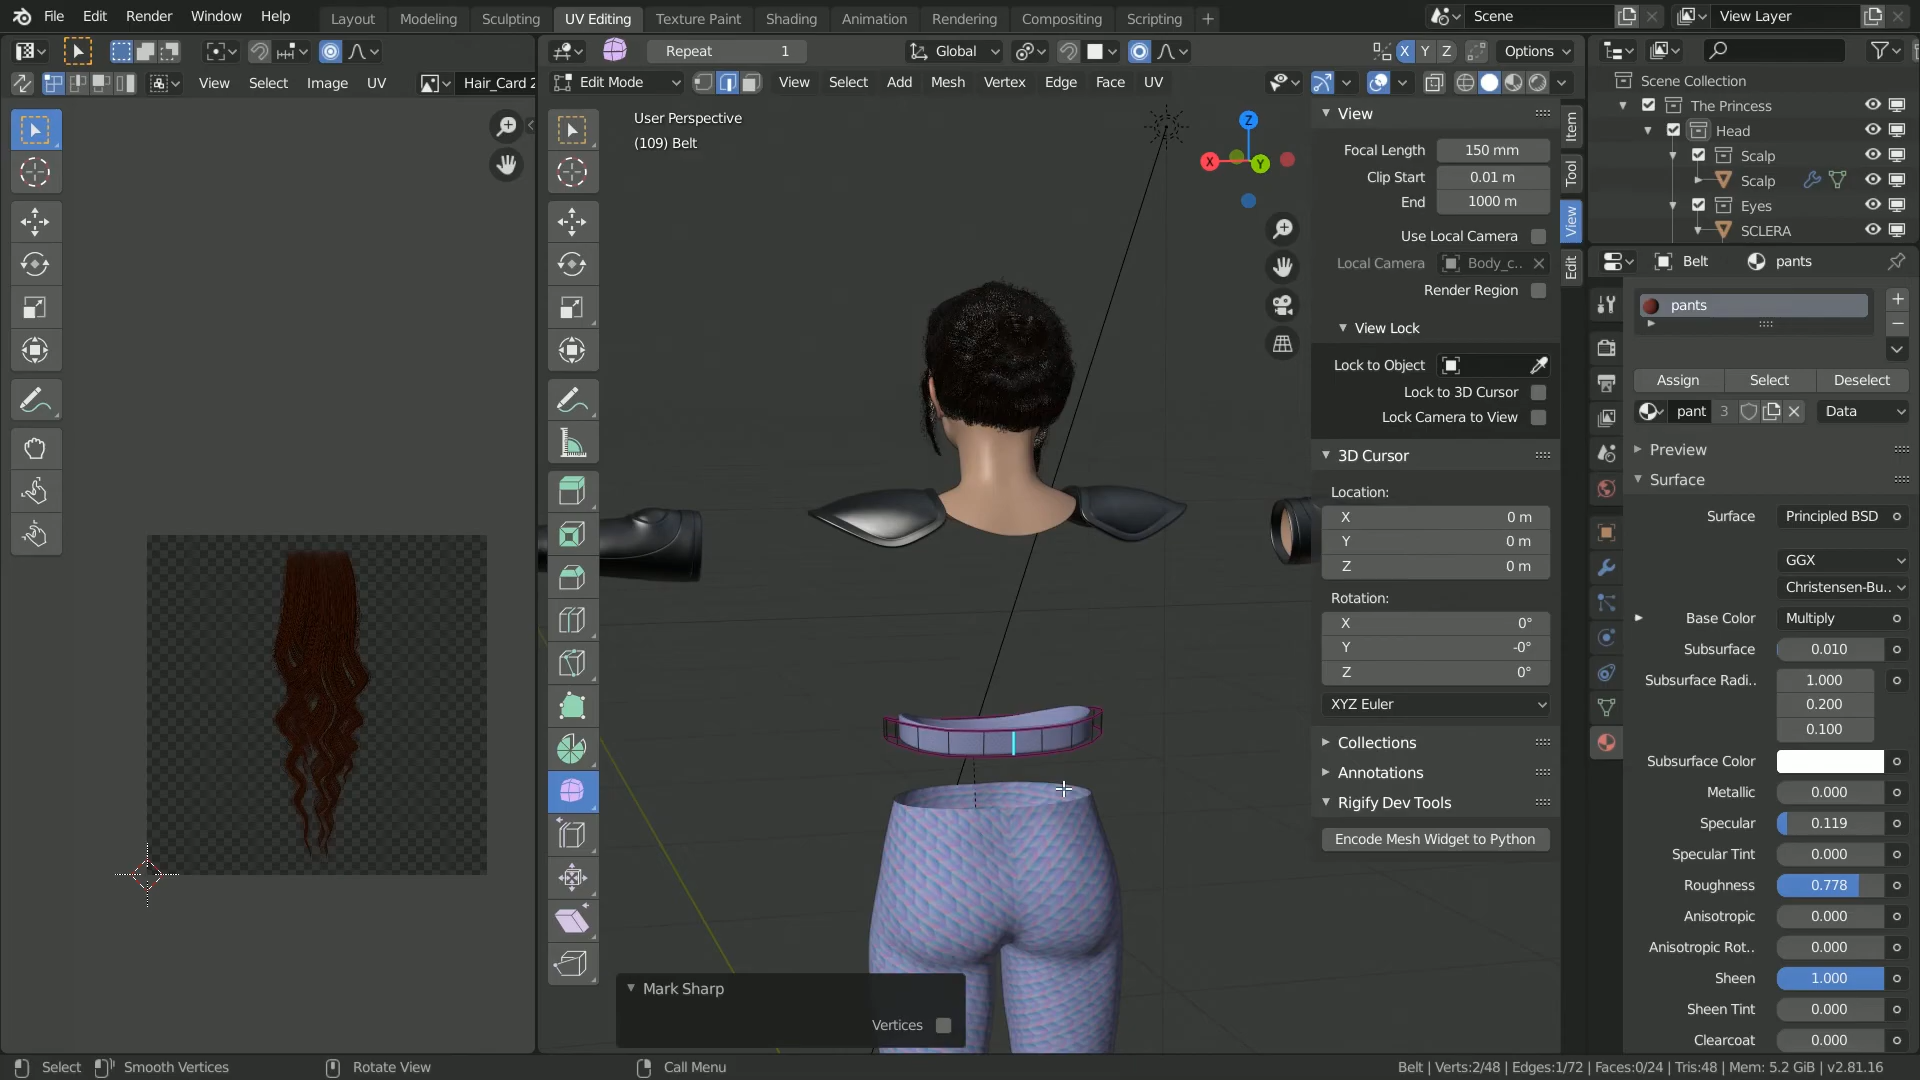 File Edit Render Window Help Layout Modeling Sculpting UV Editing Texture Paint Shading Animation Rendering Compositing Scripting + Scene View Layer
Repeat 1 Global X Y Z Options
View Select Image UV Hair_Card 2 Edit Mode View Select Add Mesh Vertex Edge Face UV
Scene Collection
The Princess
Head
Scalp
Scalp
Eyes
SCLERA
User Perspective
(109) Belt
Z
X
Y
View
Focal Length 150 mm
Clip Start 0.01 m
End 1000 m
Use Local Camera
Local Camera Body_c..
Render Region
View Lock
Lock to Object
Lock to 3D Cursor
Lock Camera to View
3D Cursor
Location:
X 0 m
Y 0 m
Z 0 m
Rotation:
X 0°
Y -0°
Z 0°
XYZ Euler
Collections
Annotations
Rigify Dev Tools
Encode Mesh Widget to Python
Item
Tool
View
Edit
Belt pants
pants
Assign Select Deselect
pant 3 Data
Preview
Surface
Surface Principled BSD
GGX
Christensen-Bu..
Base Color Multiply
Subsurface 0.010
Subsurface Radi.. 1.000
0.200
0.100
Subsurface Color
Metallic 0.000
Specular 0.119
Specular Tint 0.000
Roughness 0.778
Anisotropic 0.000
Anisotropic Rot.. 0.000
Sheen 1.000
Sheen Tint 0.000
Clearcoat 0.000
Mark Sharp
Vertices
Select Smooth Vertices Rotate View Call Menu Belt | Verts:2/48 | Edges:1/72 | Faces:0/24 | Tris:48 | Mem: 5.2 GiB | v2.81.16